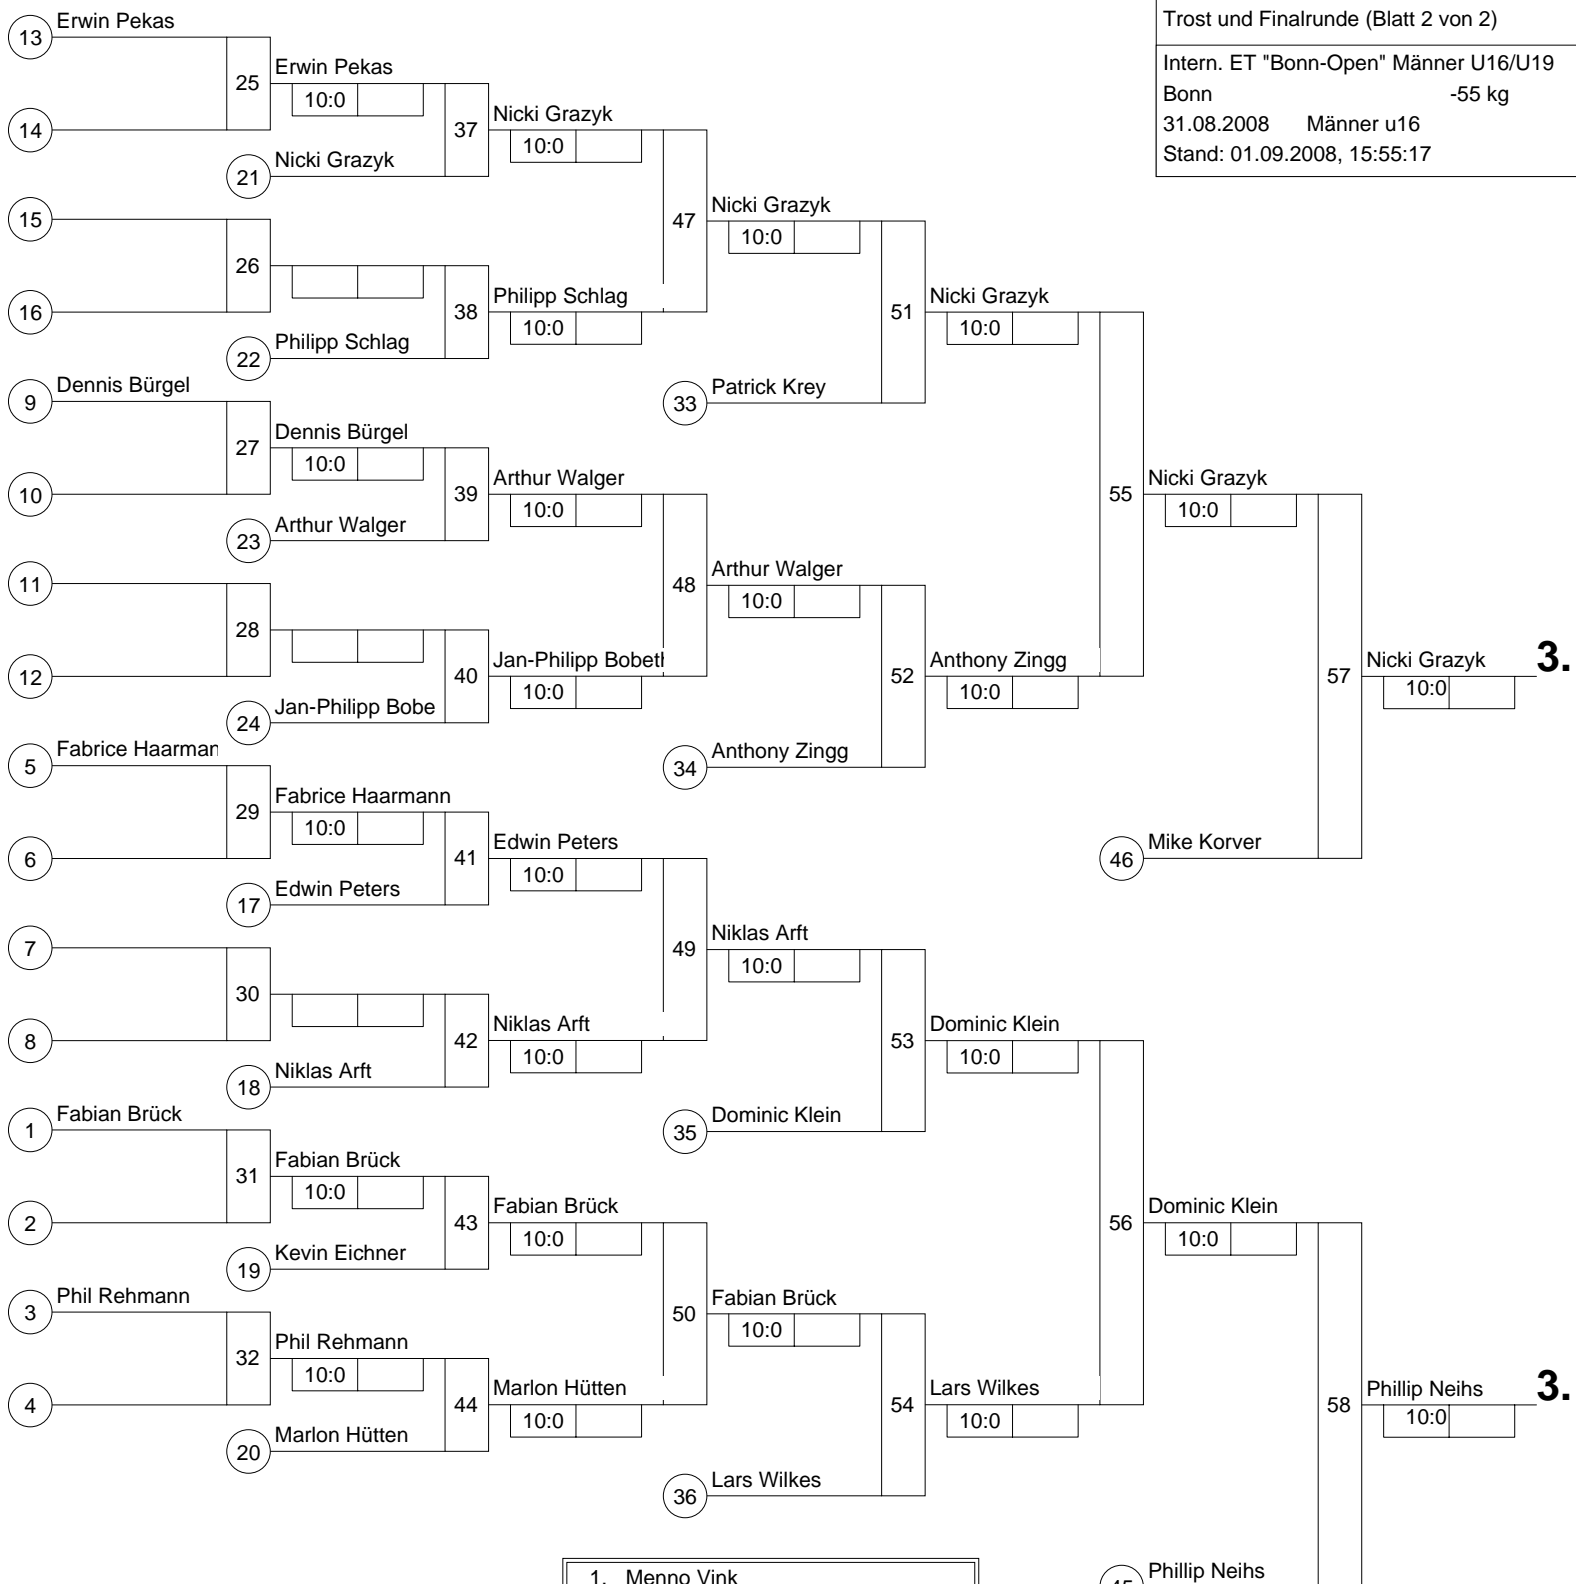 Trost und Finalrunde (Blatt 2 von 2)
Intern. ET "Bonn-Open" Männer U16/U19
Bonn -55 kg
31.08.2008 Männer u16
Stand: 01.09.2008, 15:55:17
13 Erwin Pekas
25 Erwin Pekas
10:0
14
37 Nicki Grazyk
10:0
21 Nicki Grazyk
15
47 Nicki Grazyk
10:0
26
16
38 Philipp Schlag
10:0
22 Philipp Schlag
51 Nicki Grazyk
10:0
33 Patrick Krey
9 Dennis Bürgel
27 Dennis Bürgel
10:0
10
39 Arthur Walger
10:0
23 Arthur Walger
55 Nicki Grazyk
10:0
11
48 Arthur Walger
10:0
28
12
40 Jan-Philipp Bobeth
10:0
24 Jan-Philipp Bobe
52 Anthony Zingg
10:0
34 Anthony Zingg
57 Nicki Grazyk 3.
10:0
5 Fabrice Haarman
29 Fabrice Haarmann
10:0
6
41 Edwin Peters
10:0
17 Edwin Peters
46 Mike Korver
7
49 Niklas Arft
10:0
30
8
42 Niklas Arft
10:0
18 Niklas Arft
53 Dominic Klein
10:0
35 Dominic Klein
1 Fabian Brück
31 Fabian Brück
10:0
2
43 Fabian Brück
10:0
19 Kevin Eichner
56 Dominic Klein
10:0
3 Phil Rehmann
50 Fabian Brück
10:0
32 Phil Rehmann
10:0
4
44 Marlon Hütten
10:0
20 Marlon Hütten
54 Lars Wilkes
10:0
36 Lars Wilkes
58 Phillip Neihs 3.
10:0
1. Menno Vink
45 Phillip Neihs